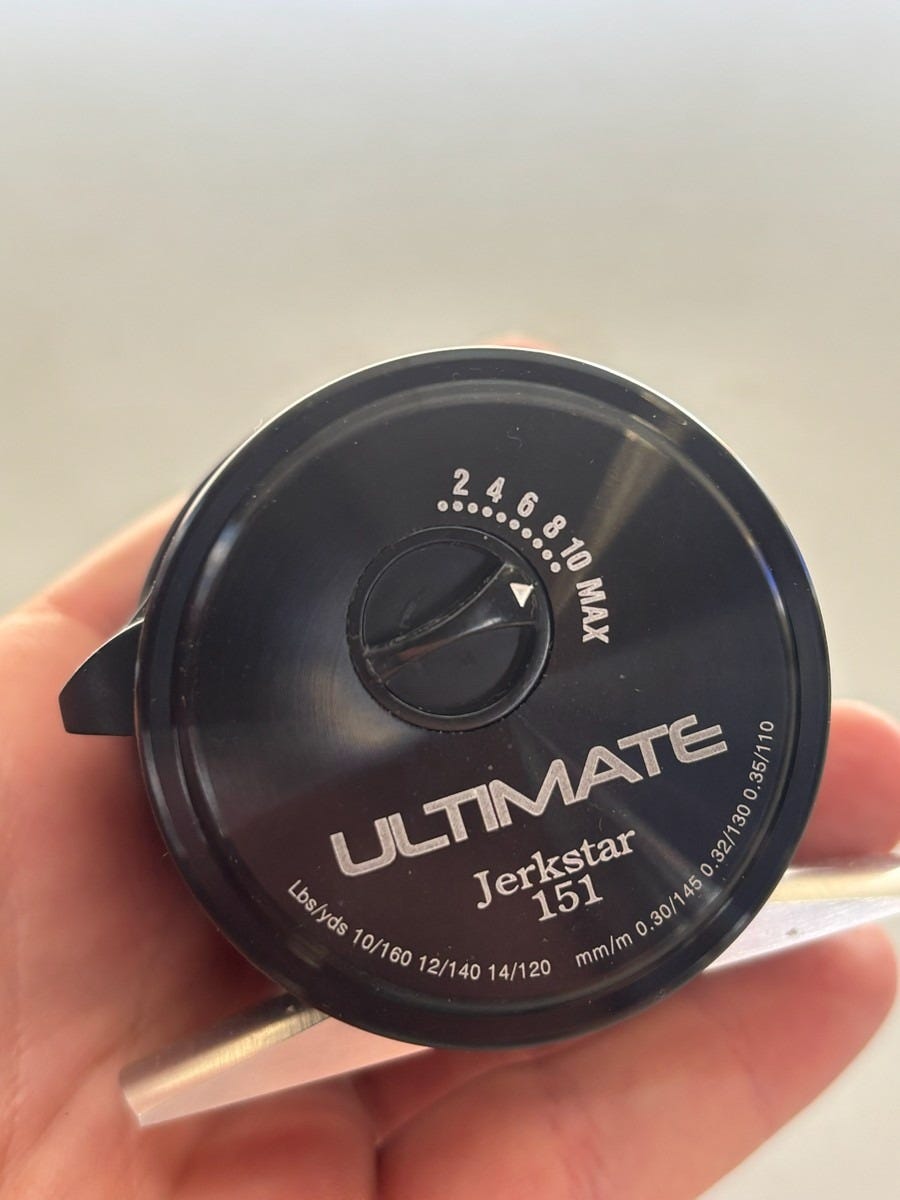 2 4 6 8 10 MAX
ULTIMATE
Jerkstar
151
Lbs/yds 10/160 12/140 14/120 mm/m 0.30/145 0.32/130 0.35/110